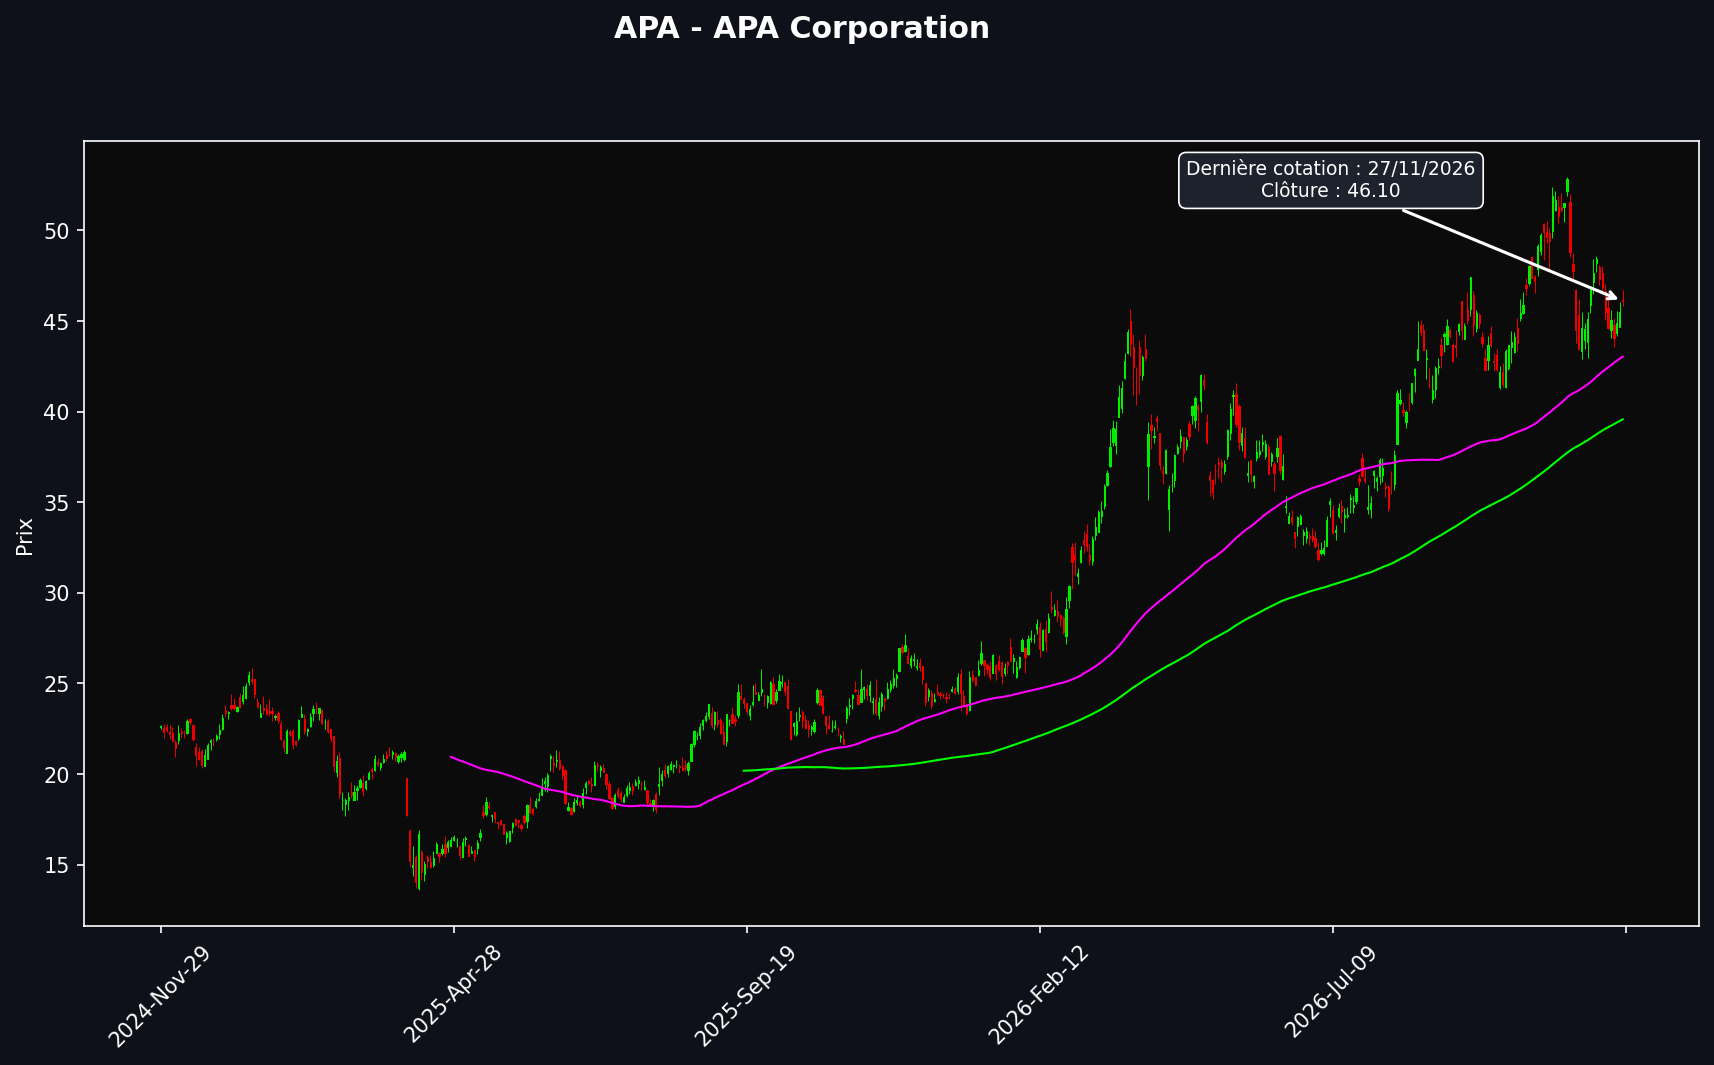 APA - APA Corporation
Dernière cotation : 27/11/2026
Clôture : 46.10
Prix
50
45
40
35
30
25
20
15
2024-Nov-29
2025-Apr-28
2025-Sep-19
2026-Feb-12
2026-Jul-09